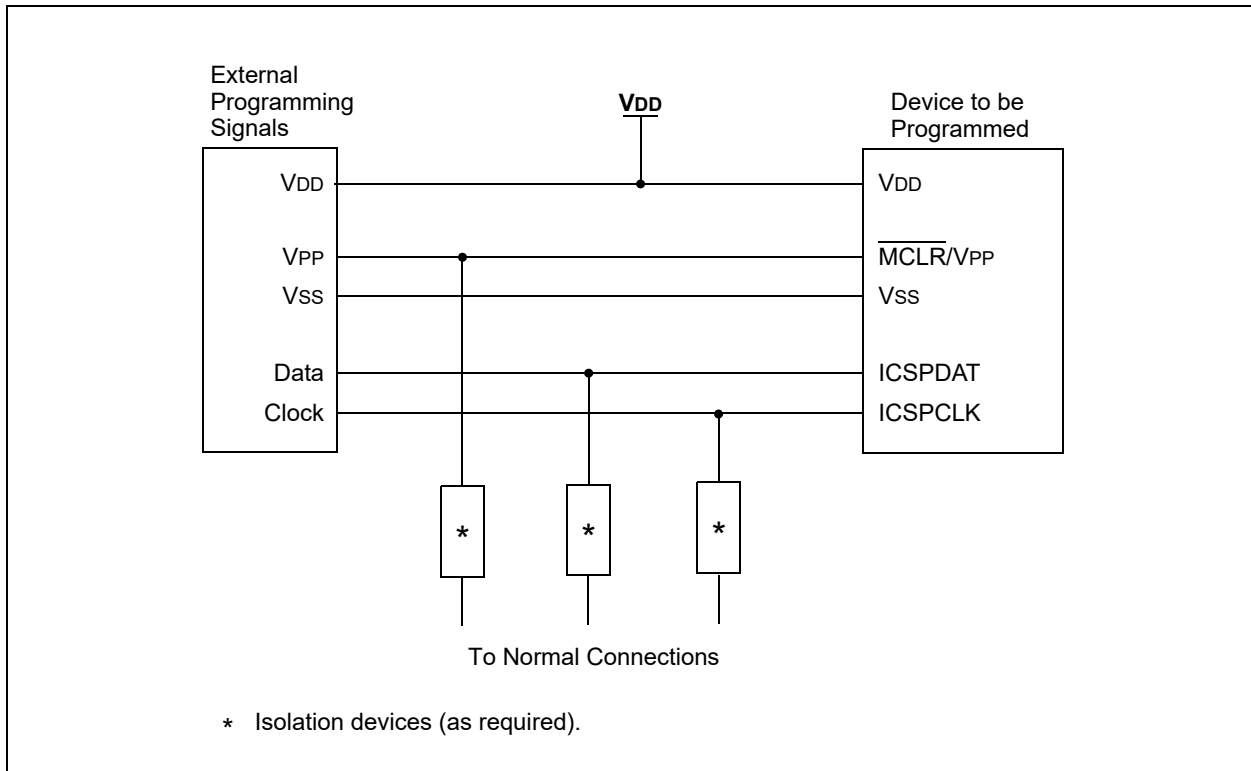 External
Programming
Signals
VDD
Device to be
Programmed
VDD
VDD
VPP
MCLR/VPP
VSS
VSS
Data
ICSPDAT
Clock
ICSPCLK
*
*
*
To Normal Connections
* Isolation devices (as required).